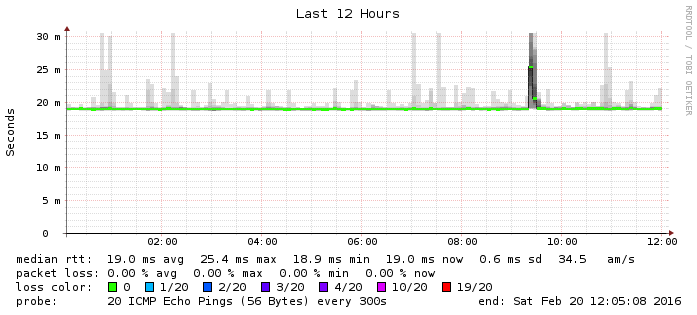 Last 12 Hours
RRDTOOL / TOBI OETIKER
Seconds
30 m
25 m
20 m
15 m
10 m
5 m
0
02:00 04:00 06:00 08:00 10:00 12:00
median rtt: 19.0 ms avg 25.4 ms max 18.9 ms min 19.0 ms now 0.6 ms sd 34.5 am/s
packet loss: 0.00 % avg 0.00 % max 0.00 % min 0.00 % now
loss color: 0 1/20 2/20 3/20 4/20 10/20 19/20
probe: 20 ICMP Echo Pings (56 Bytes) every 300s end: Sat Feb 20 12:05:08 2016